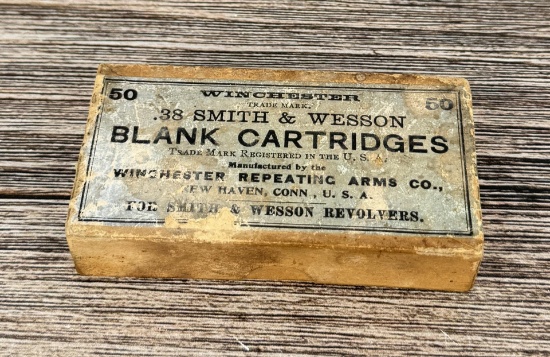 50 WINCHESTER 50
TRADE MARK.
.38 SMITH & WESSON
BLANK CARTRIDGES
TRADE MARK REGISTERED IN THE U. S. A.
Manufactured by the
WINCHESTER REPEATING ARMS CO.,
NEW HAVEN, CONN., U. S. A.
FOR SMITH & WESSON REVOLVERS.